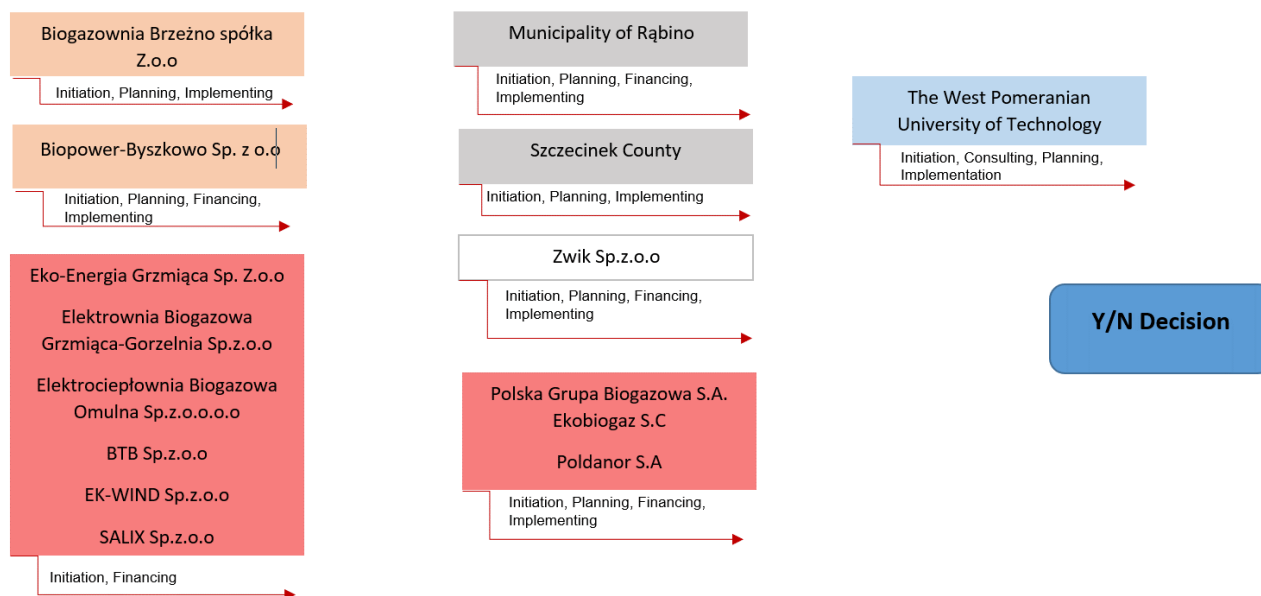 Biogazownia Brzeżno spółka
Z.o.o
Initiation, Planning, Implementing
Biopower-Byszkowo Sp. z o.o
Initiation, Planning, Financing,
Implementing
Eko-Energia Grzmiąca Sp. Z.o.o
Elektrownia Biogazowa
Grzmiąca-Gorzelnia Sp.z.o.o
Elektrociepłownia Biogazowa
Omulna Sp.z.o.o.o.o
BTB Sp.z.o.o
EK-WIND Sp.z.o.o
SALIX Sp.z.o.o
Initiation, Financing
Municipality of Rąbino
Initiation, Planning, Financing,
Implementing
Szczecinek County
Initiation, Planning, Implementing
Zwik Sp.z.o.o
Initiation, Planning, Financing,
Implementing
Polska Grupa Biogazowa S.A.
Ekobiogaz S.C
Poldanor S.A
Initiation, Planning, Financing,
Implementing
The West Pomeranian
University of Technology
Initiation, Consulting, Planning,
Implementation
Y/N Decision